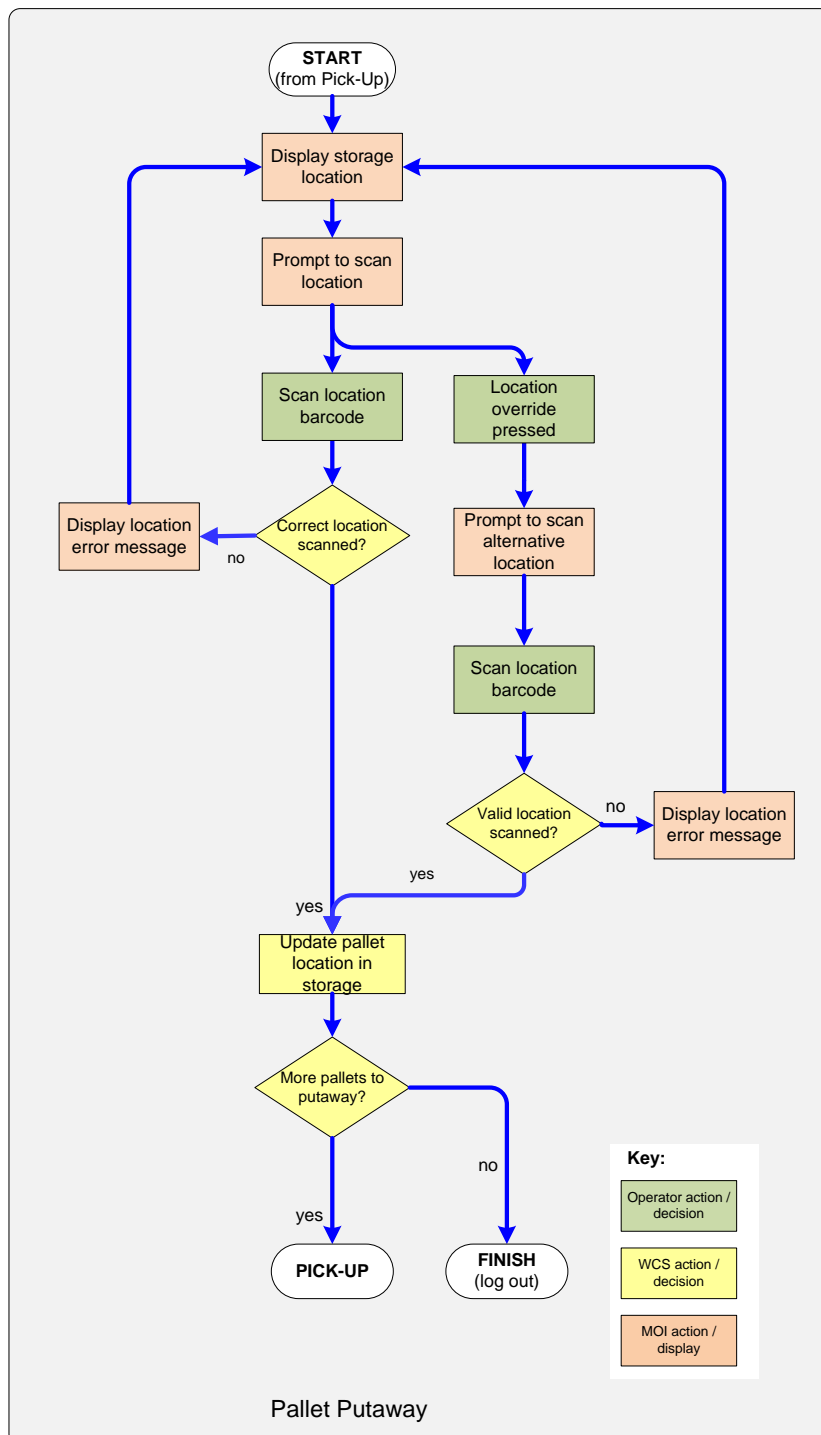 START
(from Pick-Up)
Display storage
location
Prompt to scan
location
Scan location
barcode
Location
override
pressed
Correct location
scanned?
no
Display location
error message
Prompt to scan
alternative
location
Scan location
barcode
Valid location
scanned?
no
Display location
error message
yes
yes
Update pallet
location in
storage
More pallets to
putaway?
no
yes
PICK-UP
FINISH
(log out)
Key:
Operator action /
decision
WCS action /
decision
MOI action /
display
Pallet Putaway